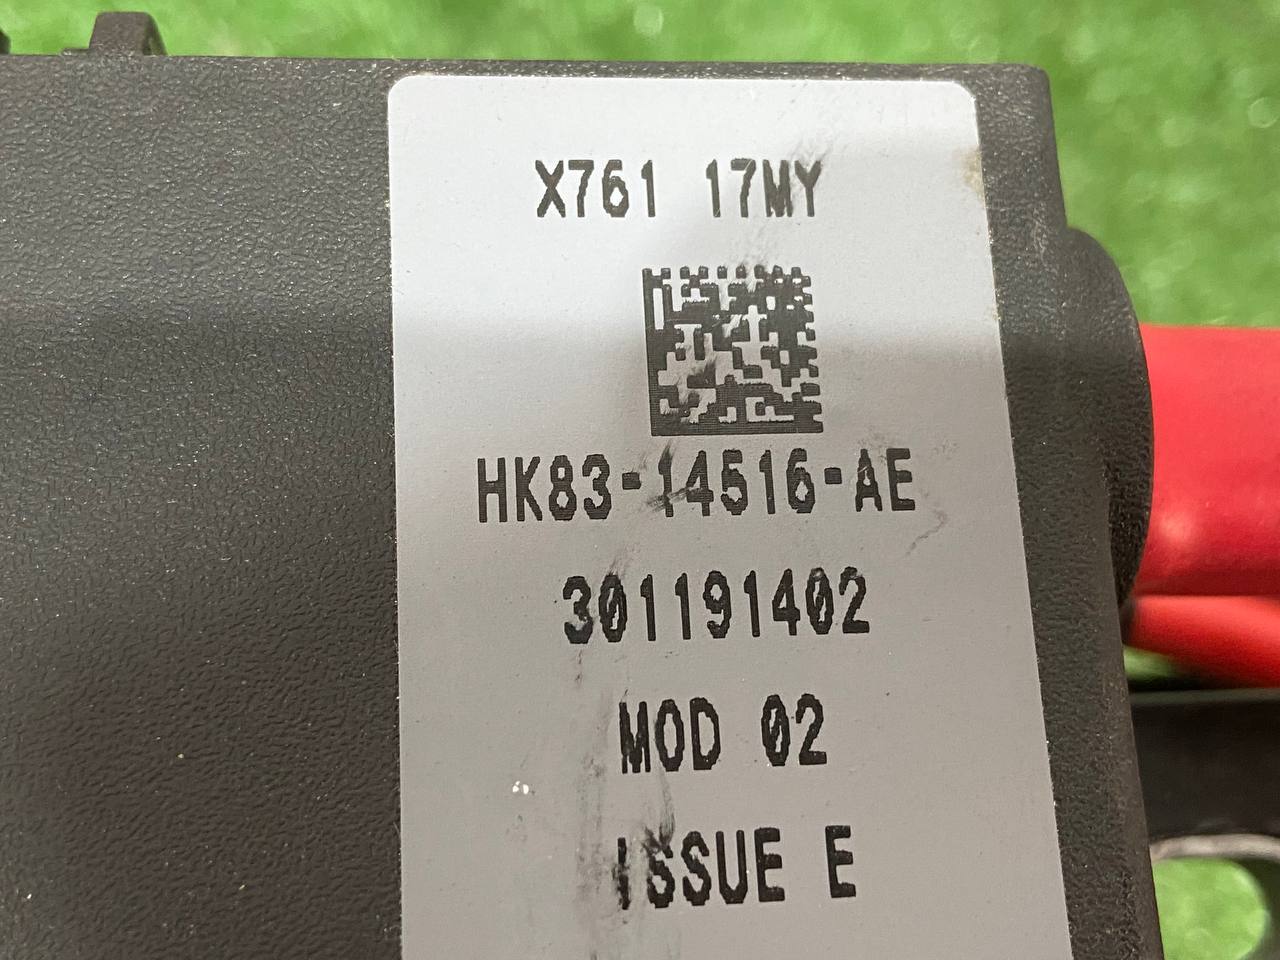 X761 17MY
HK83-14516-AE
301191402
MOD 02
ISSUE E